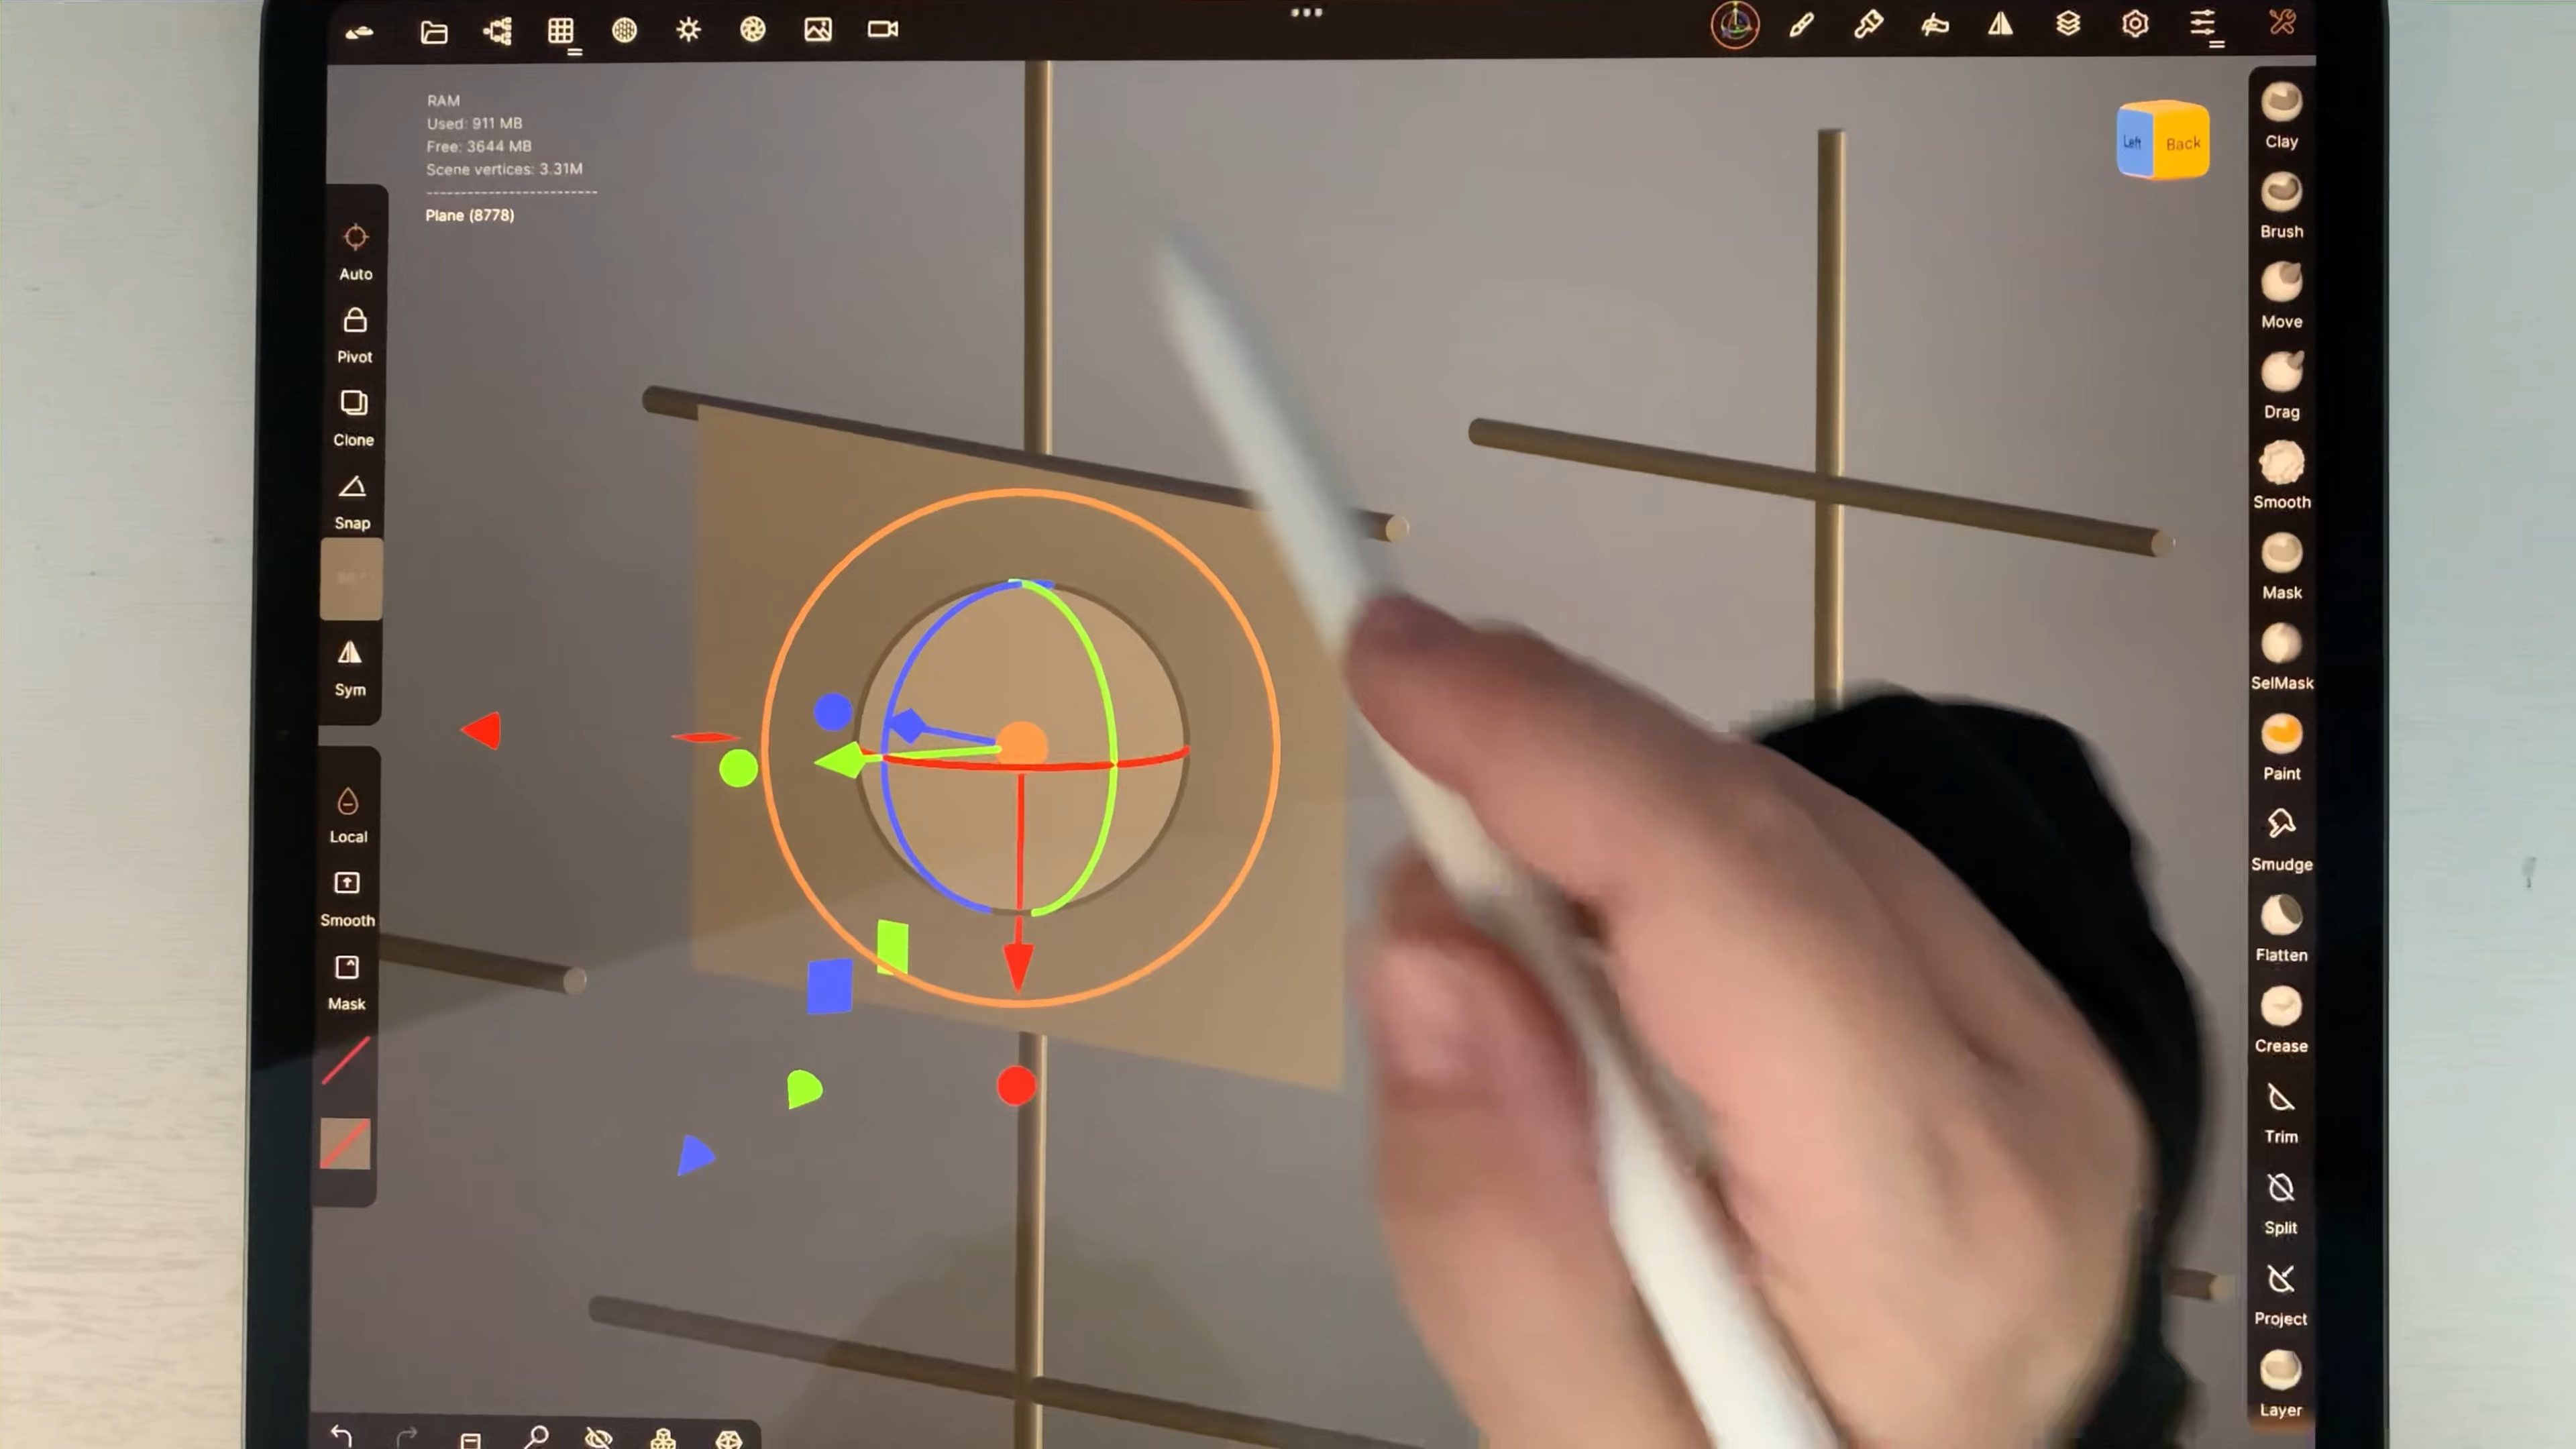 RAM
Used: 911 MB
Free: 3644 MB
Scene vertices: 3.31M
Plane (8778)
Left
Back
Auto
Pivot
Clone
Snap
Sym
Local
Smooth
Mask
Clay
Brush
Move
Drag
Smooth
Mask
SelMask
Paint
Smudge
Flatten
Crease
Trim
Split
Project
Layer